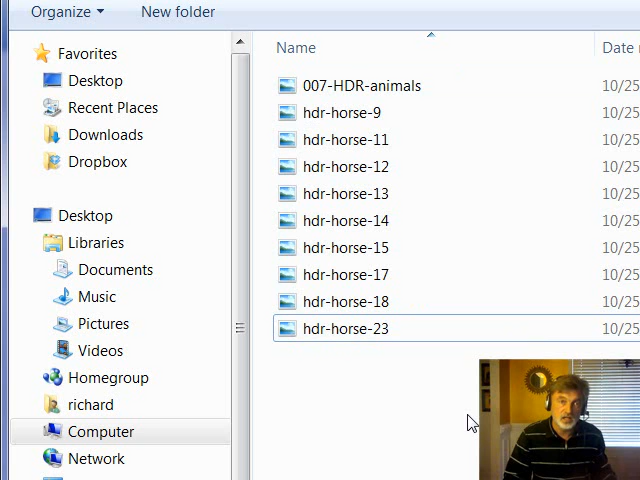 Organize
New folder
Favorites
Desktop
Recent Places
Downloads
Dropbox
Desktop
Libraries
Documents
Music
Pictures
Videos
Homegroup
richard
Computer
Network
Name
Date
007-HDR-animals
10/25
hdr-horse-9
10/25
hdr-horse-11
10/25
hdr-horse-12
10/25
hdr-horse-13
10/25
hdr-horse-14
10/25
hdr-horse-15
10/25
hdr-horse-17
10/25
hdr-horse-18
10/25
hdr-horse-23
10/25